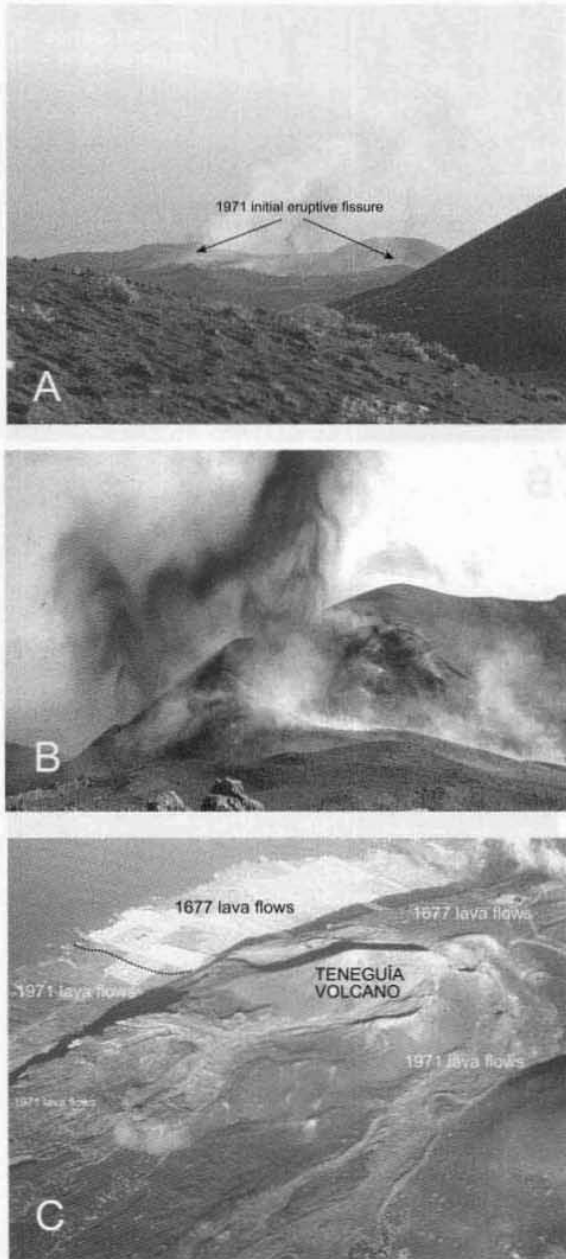 1971 initial eruptive fissure
A
B
1677 lava flows
1677 lava flows
1971 lava flows
TENEGUÍA
VOLCANO
1971 lava flows
1971 lava flows
C